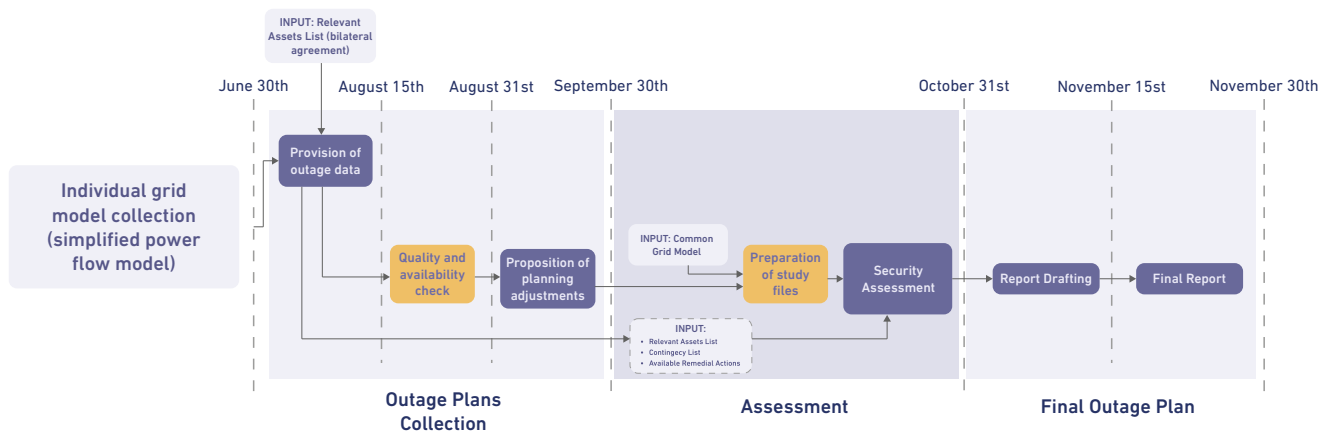 INPUT: Relevant
Assets List (bilateral
agreement)
June 30th
August 15th
August 31st
September 30th
October 31st
November 15st
November 30th
Individual grid
model collection
(simplified power
flow model)
Provision of
outage data
Quality and
availability
check
Proposition of
planning
adjustments
INPUT: Common
Grid Model
Preparation
of study
files
Security
Assessment
Report Drafting
Final Report
INPUT:
• Relevant Assets List
• Contingecy List
• Available Remedial Actions
Outage Plans
Collection
Assessment
Final Outage Plan